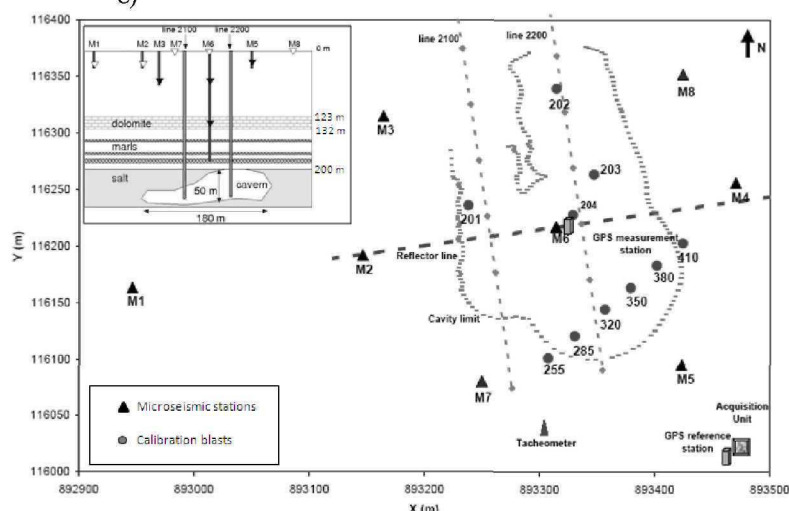 c)
116400
116350
116300
116250
116200
116150
116100
116050
116000
Y (m)
892900 893000 893100 893200 893300 893400 893500
X (m)
line 2100 line 2200
M1 M2 M3 M7 M6 M5 M8
0 m
dolomite
123 m
132 m
marls
200 m
salt
50 m
cavern
180 m
line 2100
line 2200
N
M8
202
M3
203
M4
201
204
M6
GPS measurement
station
410
Reflector line
M2
380
M1
350
Cavity limit
320
285
255
M5
M7
Microseismic stations
Calibration blasts
Tacheometer
Acquisition
Unit
GPS reference
station